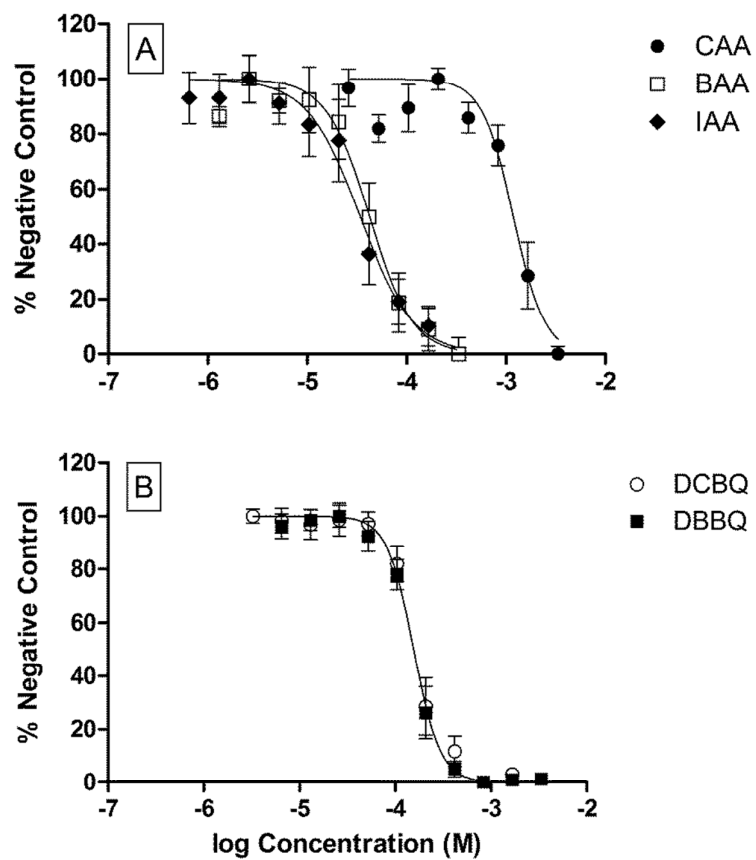 A
CAA
BAA
IAA
% Negative Control
120
100
80
60
40
20
0
-7 -6 -5 -4 -3 -2
B
DCBQ
DBBQ
% Negative Control
120
100
80
60
40
20
0
-7 -6 -5 -4 -3 -2
log Concentration (M)